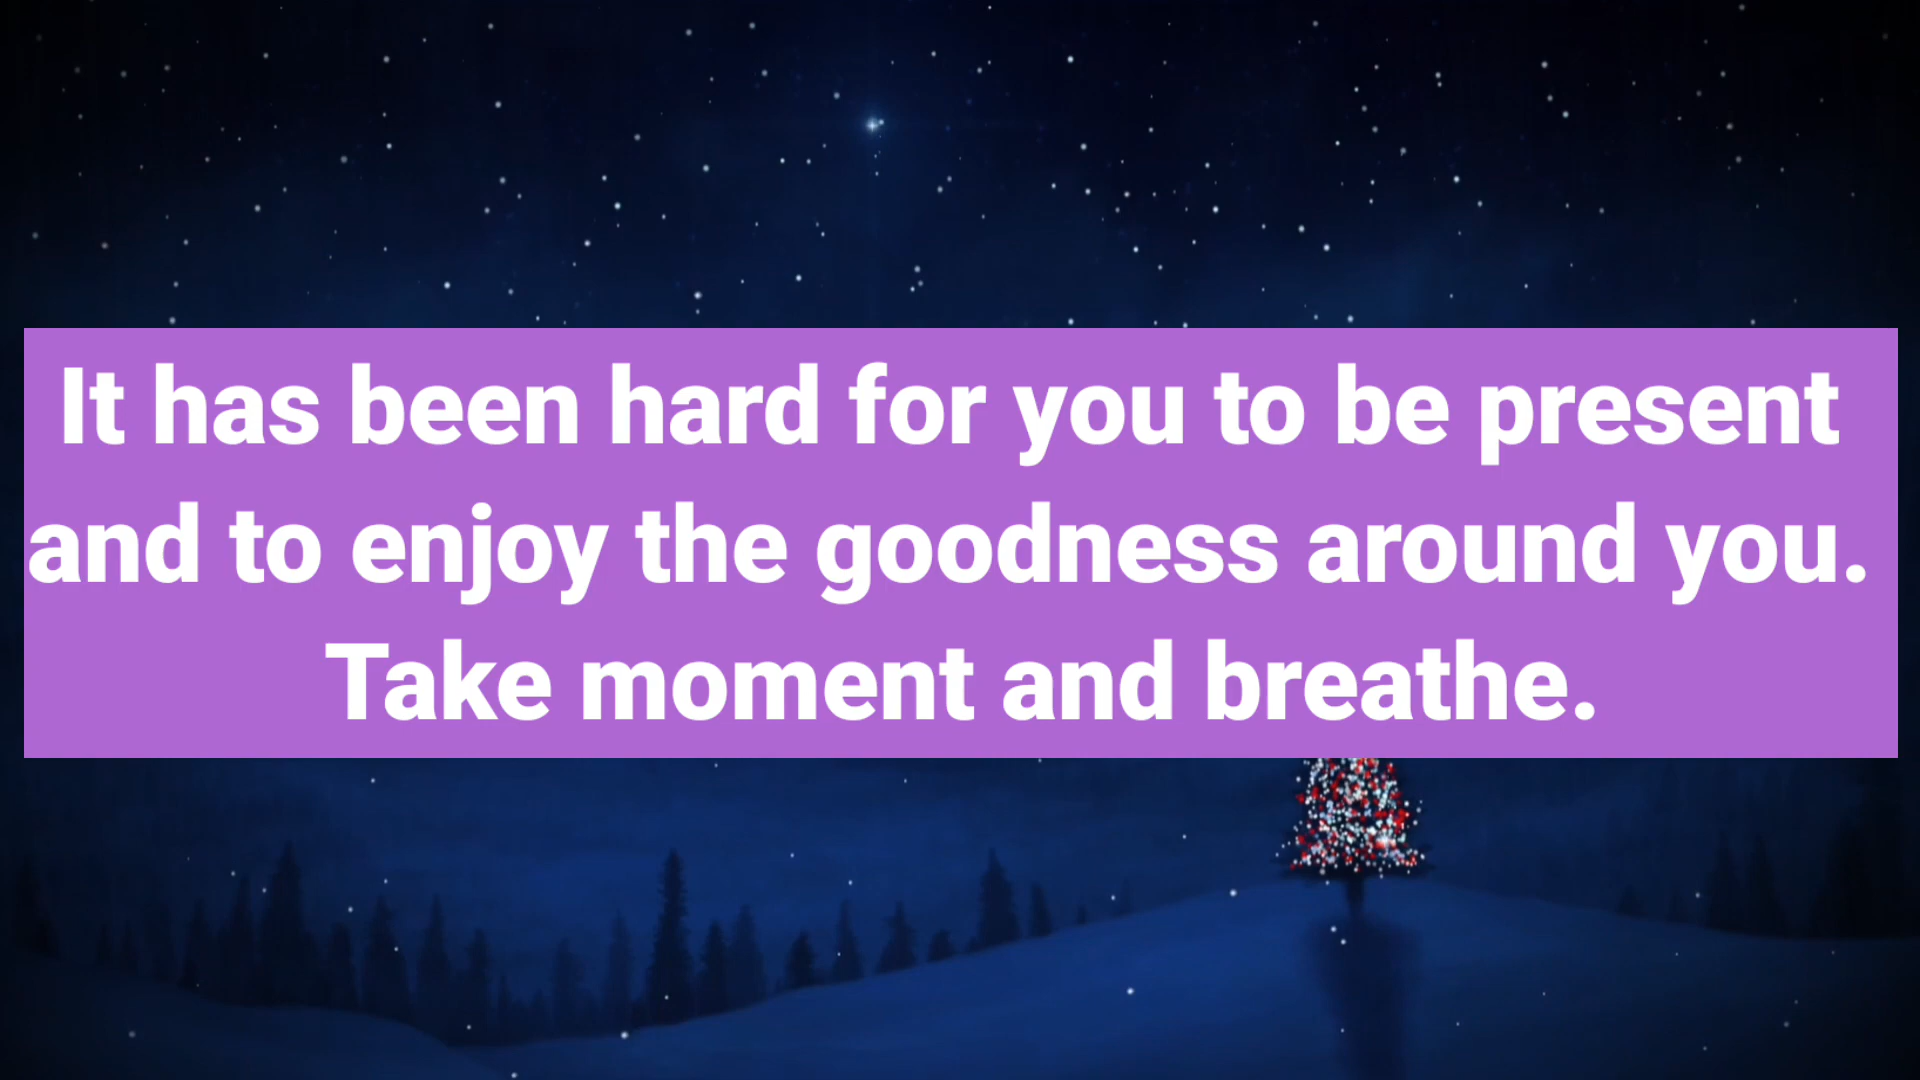 It has been hard for you to be present
and to enjoy the goodness around you.
Take moment and breathe.